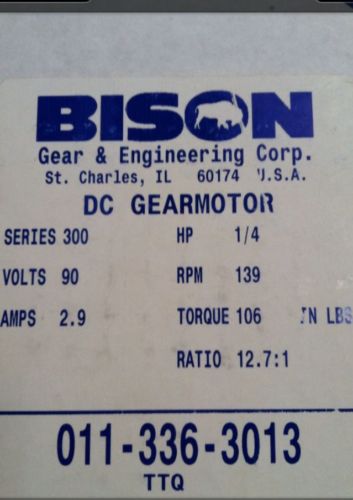 BISON
Gear & Engineering Corp.
St. Charles, IL 60174 U.S.A.
DC GEARMOTOR
SERIES 300 HP 1/4
VOLTS 90 RPM 139
AMPS 2.9 TORQUE 106 IN LBS
RATIO 12.7:1
011-336-3013
TTQ